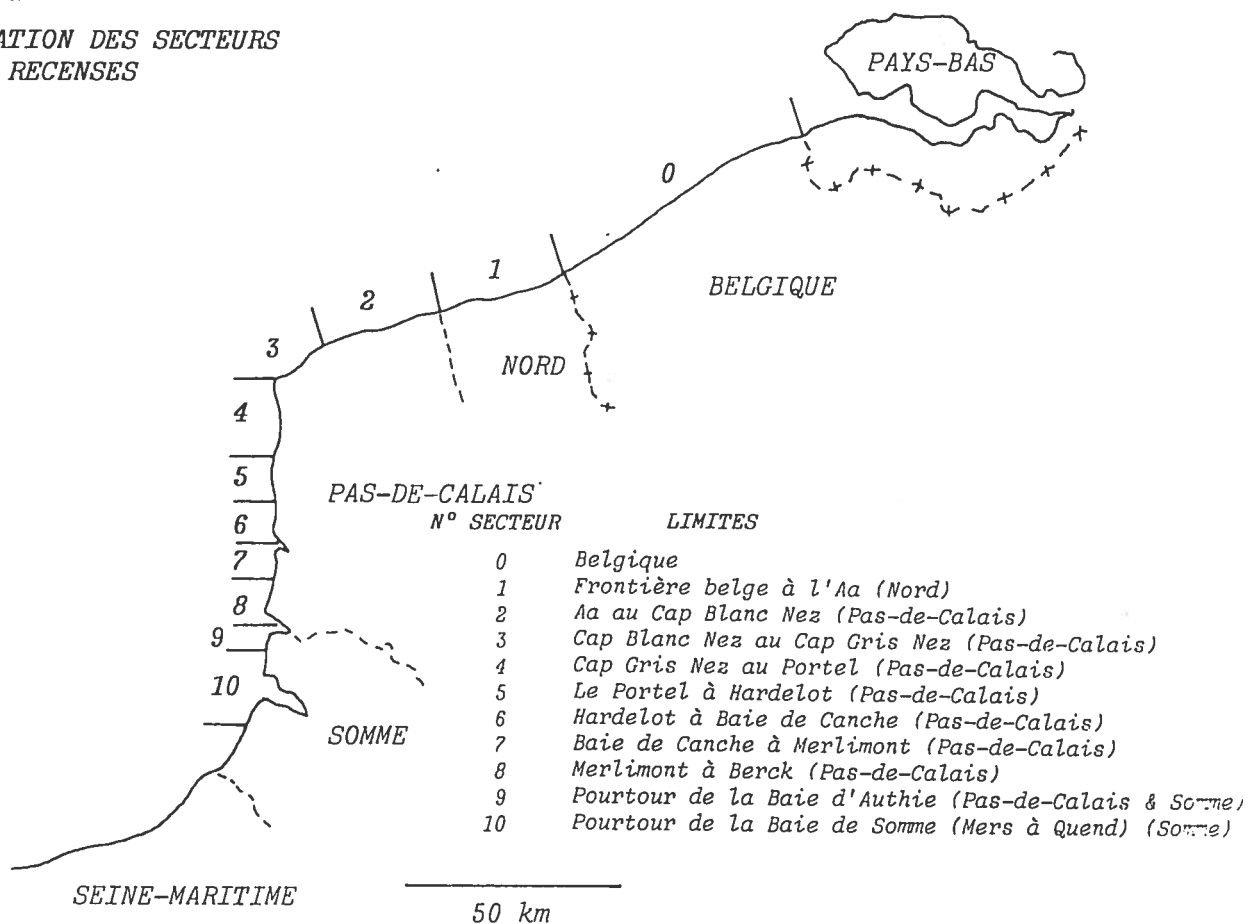 ATION DES SECTEURS
RECENSES
PAYS-BAS
0
1
BELGIQUE
2
NORD
3
4
5
PAS-DE-CALAIS
6
N° SECTEUR LIMITES
7
0 Belgique
1 Frontière belge à l'Aa (Nord)
8
2 Aa au Cap Blanc Nez (Pas-de-Calais)
9
3 Cap Blanc Nez au Cap Gris Nez (Pas-de-Calais)
4 Cap Gris Nez au Portel (Pas-de-Calais)
10
5 Le Portel à Hardelot (Pas-de-Calais)
6 Hardelot à Baie de Canche (Pas-de-Calais)
SOMME
7 Baie de Canche à Merlimont (Pas-de-Calais)
8 Merlimont à Berck (Pas-de-Calais)
9 Pourtour de la Baie d'Authie (Pas-de-Calais & Somme)
10 Pourtour de la Baie de Somme (Mers à Quend) (Somme)
SEINE-MARITIME
50 km